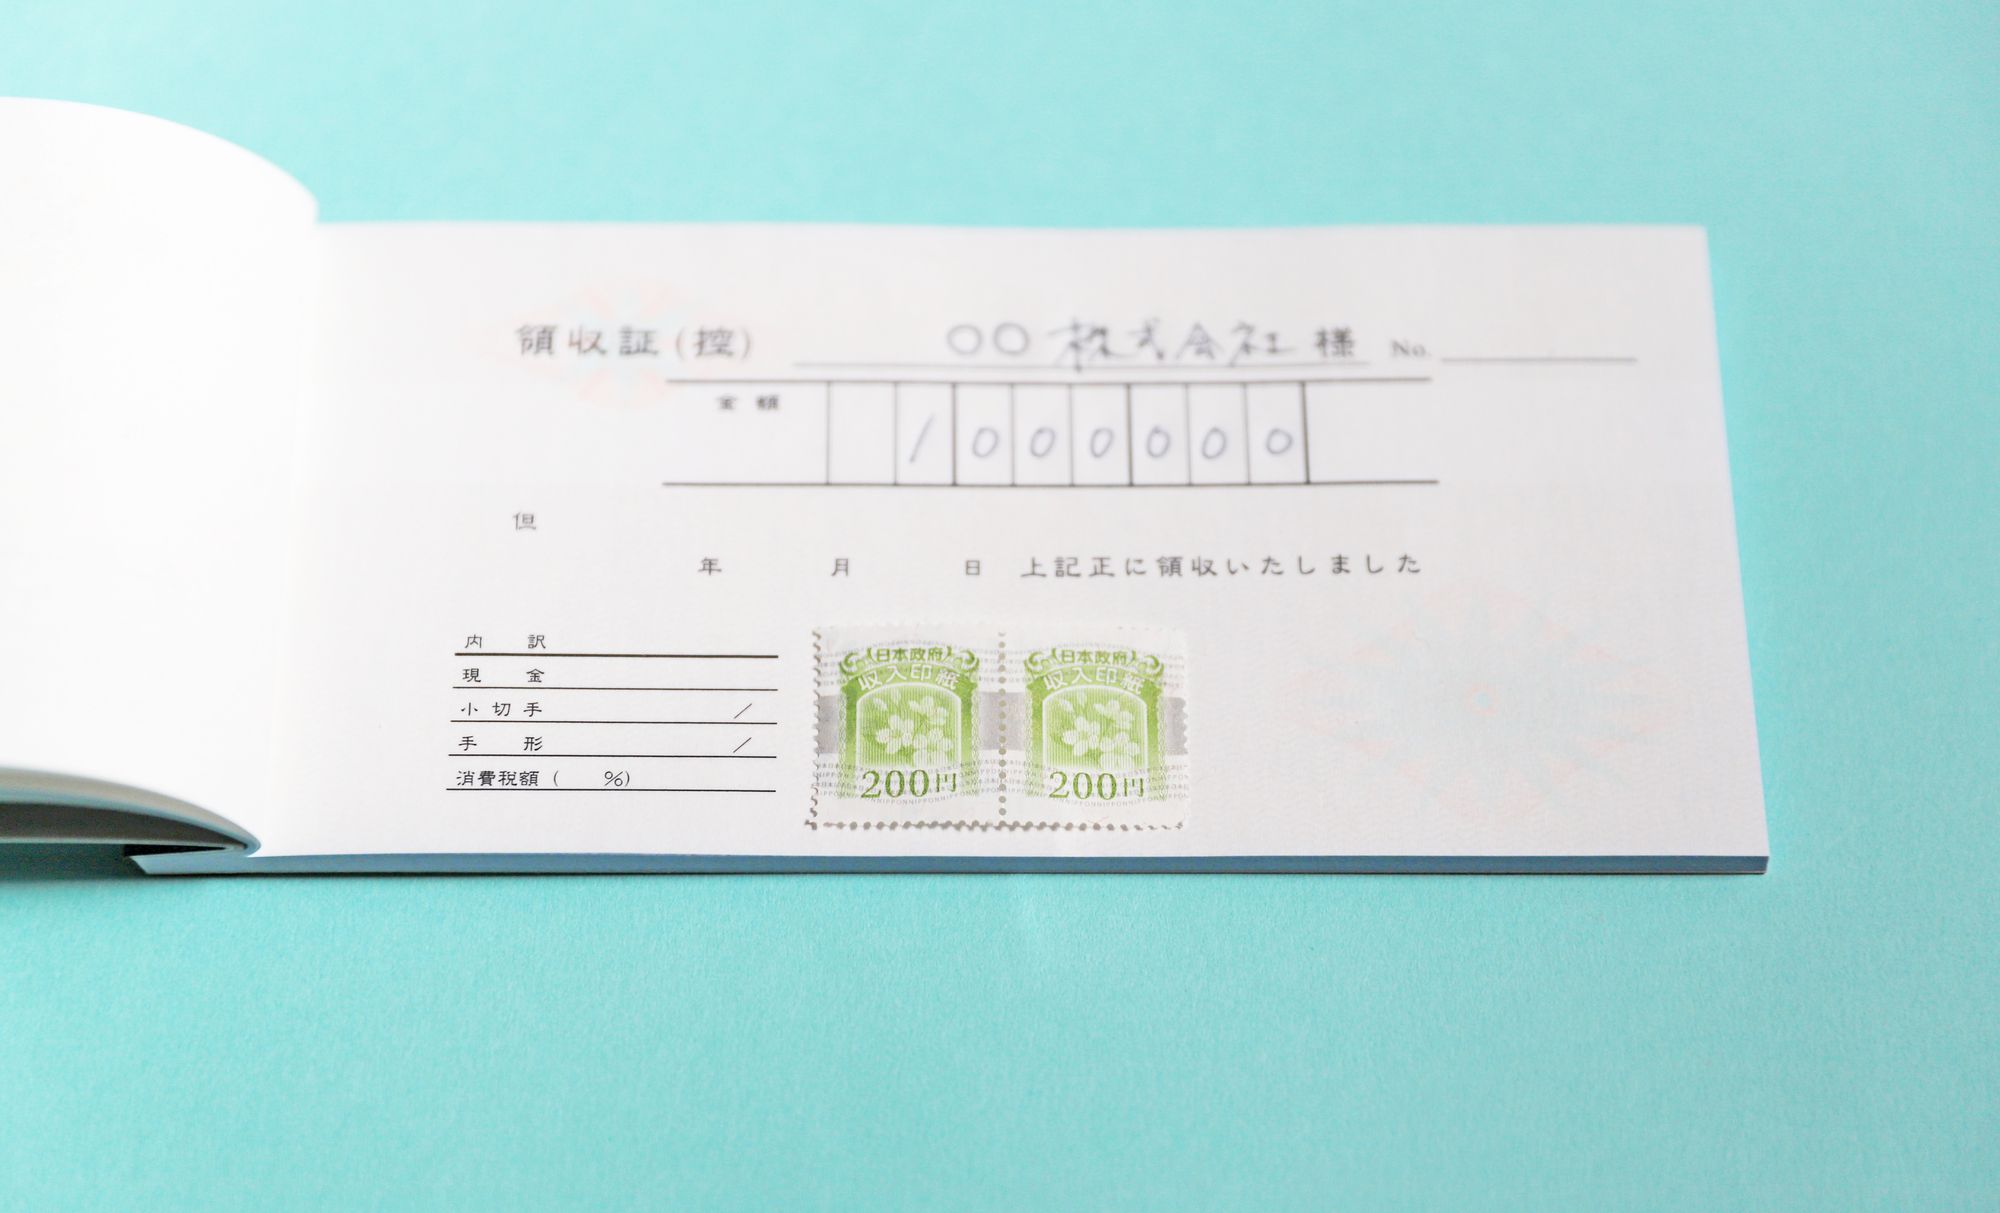 領収証(控) 〇〇株式会社 様 No.
金額 1000000
但
年 月 日 上記正に領収いたしました
内訳
現金
小切手 /
手形 /
消費税額( %)
日本政府 日本政府
収入印紙 収入印紙
200円 200円